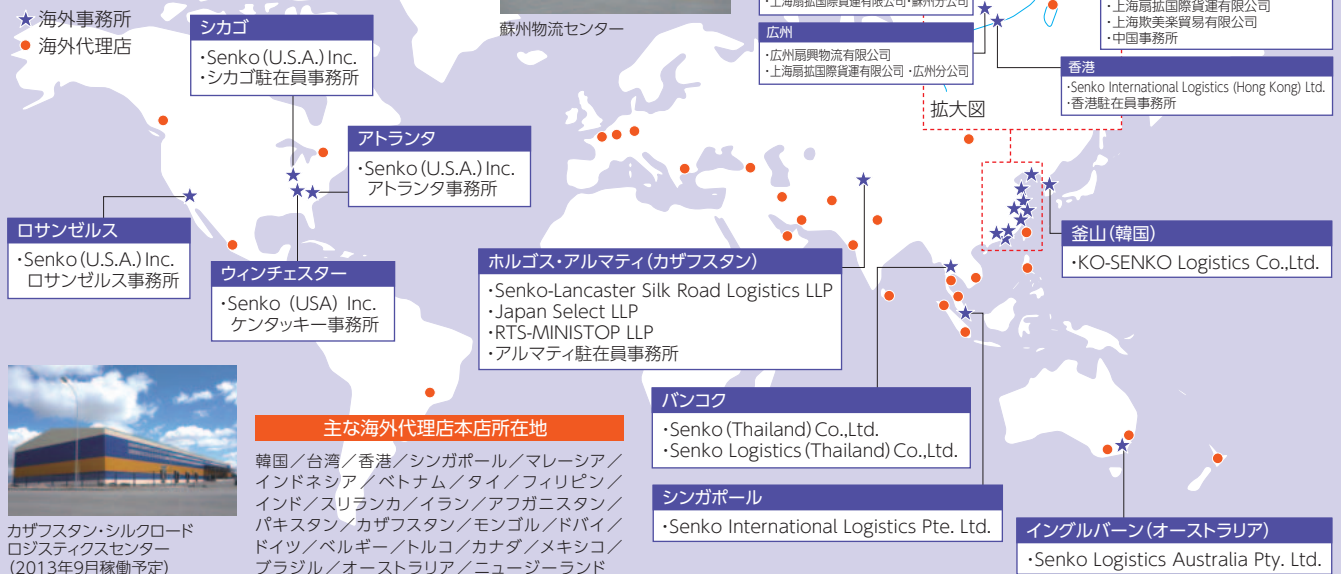 ★海外事務所
●海外代理店
シカゴ
・Senko (U.S.A.) Inc.
・シカゴ駐在員事務所
蘇州物流センター
・上海扇拡国際貨運有限公司・蘇州分公司
広州
・広州扇興物流有限公司
・上海扇拡国際貨運有限公司・広州分公司
・上海扇拡国際貨運有限公司
・上海欺美楽貿易有限公司
・中国事務所
香港
・Senko International Logistics (Hong Kong) Ltd.
・香港駐在員事務所
拡大図
アトランタ
・Senko (U.S.A.) Inc.
アトランタ事務所
ロサンゼルス
・Senko (U.S.A.) Inc.
ロサンゼルス事務所
ウィンチェスター
・Senko (USA) Inc.
ケンタッキー事務所
ホルゴス・アルマティ(カザフスタン)
・Senko-Lancaster Silk Road Logistics LLP
・Japan Select LLP
・RTS-MINISTOP LLP
・アルマティ駐在員事務所
釜山(韓国)
・KO-SENKO Logistics Co.,Ltd.
バンコク
・Senko (Thailand) Co.,Ltd.
・Senko Logistics (Thailand) Co.,Ltd.
シンガポール
・Senko International Logistics Pte. Ltd.
イングルバーン(オーストラリア)
・Senko Logistics Australia Pty. Ltd.
カザフスタン・シルクロード
ロジスティクスセンター
(2013年9月稼働予定)
主な海外代理店本店所在地
韓国／台湾／香港／シンガポール／マレーシア／
インドネシア／ベトナム／タイ／フィリピン／
インド／スリランカ／イラン／アフガニスタン／
パキスタン／カザフスタン／モンゴル／ドバイ／
ドイツ／ベルギー／トルコ／カナダ／メキシコ／
ブラジル／オーストラリア／ニュージーランド